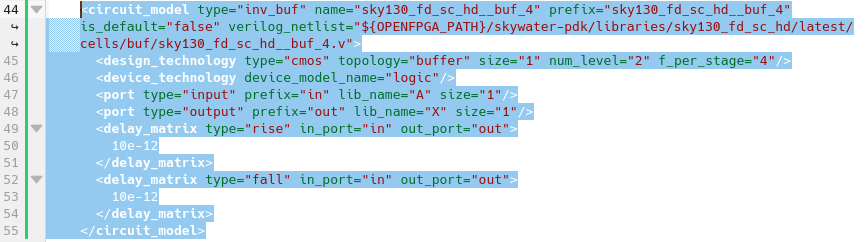 44 <circuit_model type="inv_buf" name="sky130_fd_sc_hd__buf_4" prefix="sky130_fd_sc_hd__buf_4"
↪ is_default="false" verilog_netlist="${OPENFPGA_PATH}/skywater-pdk/libraries/sky130_fd_sc_hd/latest/
↪ cells/buf/sky130_fd_sc_hd__buf_4.v">
45 <design_technology type="cmos" topology="buffer" size="1" num_level="2" f_per_stage="4"/>
46 <device_technology device_model_name="logic"/>
47 <port type="input" prefix="in" lib_name="A" size="1"/>
48 <port type="output" prefix="out" lib_name="X" size="1"/>
49 <delay_matrix type="rise" in_port="in" out_port="out">
50 10e-12
51 </delay_matrix>
52 <delay_matrix type="fall" in_port="in" out_port="out">
53 10e-12
54 </delay_matrix>
55 </circuit_model>